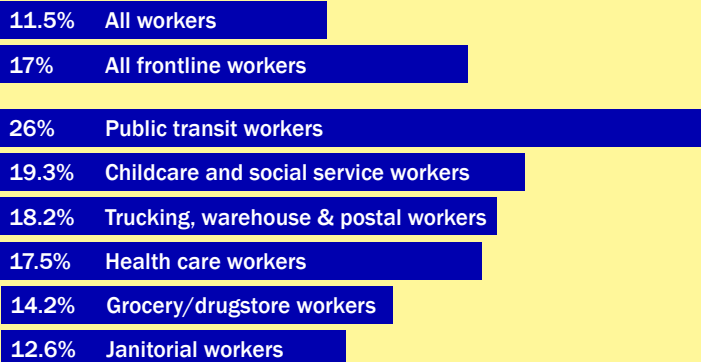 11.5% All workers
17% All frontline workers
26% Public transit workers
19.3% Childcare and social service workers
18.2% Trucking, warehouse & postal workers
17.5% Health care workers
14.2% Grocery/drugstore workers
12.6% Janitorial workers